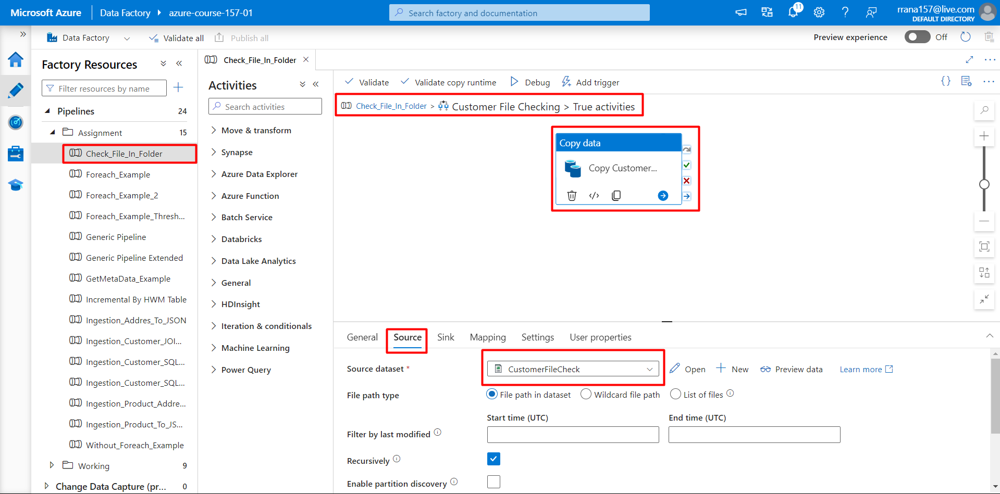 Microsoft Azure
Data Factory
azure-course-157-01
Search factory and documentation
11
rrana157@live.com
DEFAULT DIRECTORY
Data Factory
Validate all
Publish all
Preview experience
Off
Factory Resources
Filter resources by name
Pipelines 24
Assignment 15
Check_File_In_Folder
Foreach_Example
Foreach_Example_2
Foreach_Example_Thresh...
Generic Pipeline
Generic Pipeline Extended
GetMetaData_Example
Incremental By HWM Table
Ingestion_Addres_To_JSON
Ingestion_Customer_JOI...
Ingestion_Customer_SQL...
Ingestion_Customer_SQL...
Ingestion_Product_Addre...
Ingestion_Product_To_JS...
Without_Foreach_Example
Working 9
Change Data Capture (pr... 0
Check_File_In_Folder
Activities
Search activities
Move & transform
Synapse
Azure Data Explorer
Azure Function
Batch Service
Databricks
Data Lake Analytics
General
HDInsight
Iteration & conditionals
Machine Learning
Power Query
Validate
Validate copy runtime
Debug
Add trigger
Check_File_In_Folder > Customer File Checking > True activities
Copy data
Copy Customer...
General
Source
Sink
Mapping
Settings
User properties
Source dataset *
CustomerFileCheck
Open
New
Preview data
Learn more
File path type
File path in dataset
Wildcard file path
List of files
Start time (UTC)
End time (UTC)
Filter by last modified
Recursively
Enable partition discovery